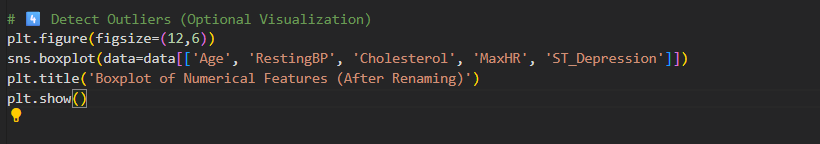 # 4️⃣ Detect Outliers (Optional Visualization)
plt.figure(figsize=(12,6))
sns.boxplot(data=data[['Age', 'RestingBP', 'Cholesterol', 'MaxHR', 'ST_Depression']])
plt.title('Boxplot of Numerical Features (After Renaming)')
plt.show()